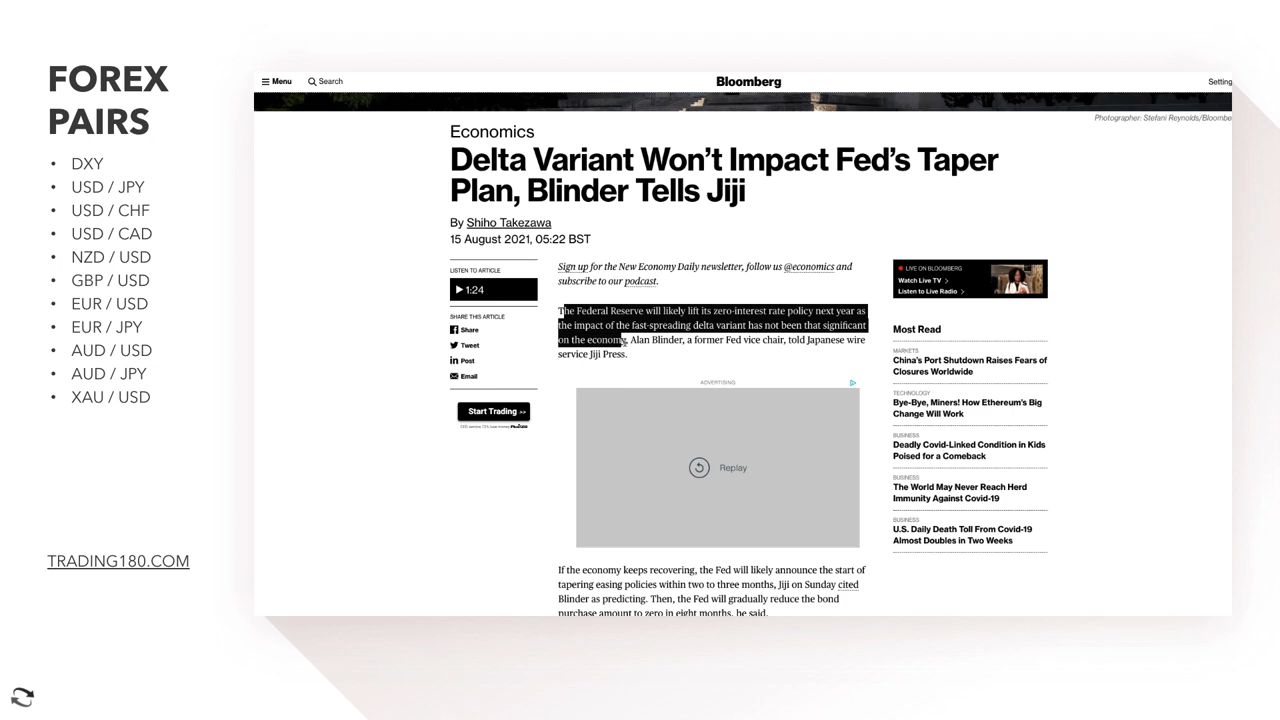 FOREX
PAIRS
• DXY
• USD / JPY
• USD / CHF
• USD / CAD
• NZD / USD
• GBP / USD
• EUR / USD
• EUR / JPY
• AUD / USD
• AUD / JPY
• XAU / USD
TRADING180.COM
Menu
Search
Bloomberg
Setting
Photographer: Stefani Reynolds/Bloombe
Economics
Delta Variant Won’t Impact Fed’s Taper
Plan, Blinder Tells Jiji
By Shiho Takezawa
15 August 2021, 05:22 BST
LISTEN TO ARTICLE
1:24
SHARE THIS ARTICLE
Share
Tweet
Post
Email
Start Trading >>
Sign up for the New Economy Daily newsletter, follow us @economics and
subscribe to our podcast.
The Federal Reserve will likely lift its zero-interest rate policy next year as
the impact of the fast-spreading delta variant has not been that significant
on the economy, Alan Blinder, a former Fed vice chair, told Japanese wire
service Jiji Press.
ADVERTISING
Replay
If the economy keeps recovering, the Fed will likely announce the start of
tapering easing policies within two to three months, Jiji on Sunday cited
Blinder as predicting. Then, the Fed will gradually reduce the bond
purchase amount to zero in eight months, he said.
LIVE ON BLOOMBERG
Watch Live TV >
Listen to Live Radio >
Most Read
MARKETS
China’s Port Shutdown Raises Fears of
Closures Worldwide
TECHNOLOGY
Bye-Bye, Miners! How Ethereum’s Big
Change Will Work
BUSINESS
Deadly Covid-Linked Condition in Kids
Poised for a Comeback
BUSINESS
The World May Never Reach Herd
Immunity Against Covid-19
BUSINESS
U.S. Daily Death Toll From Covid-19
Almost Doubles in Two Weeks